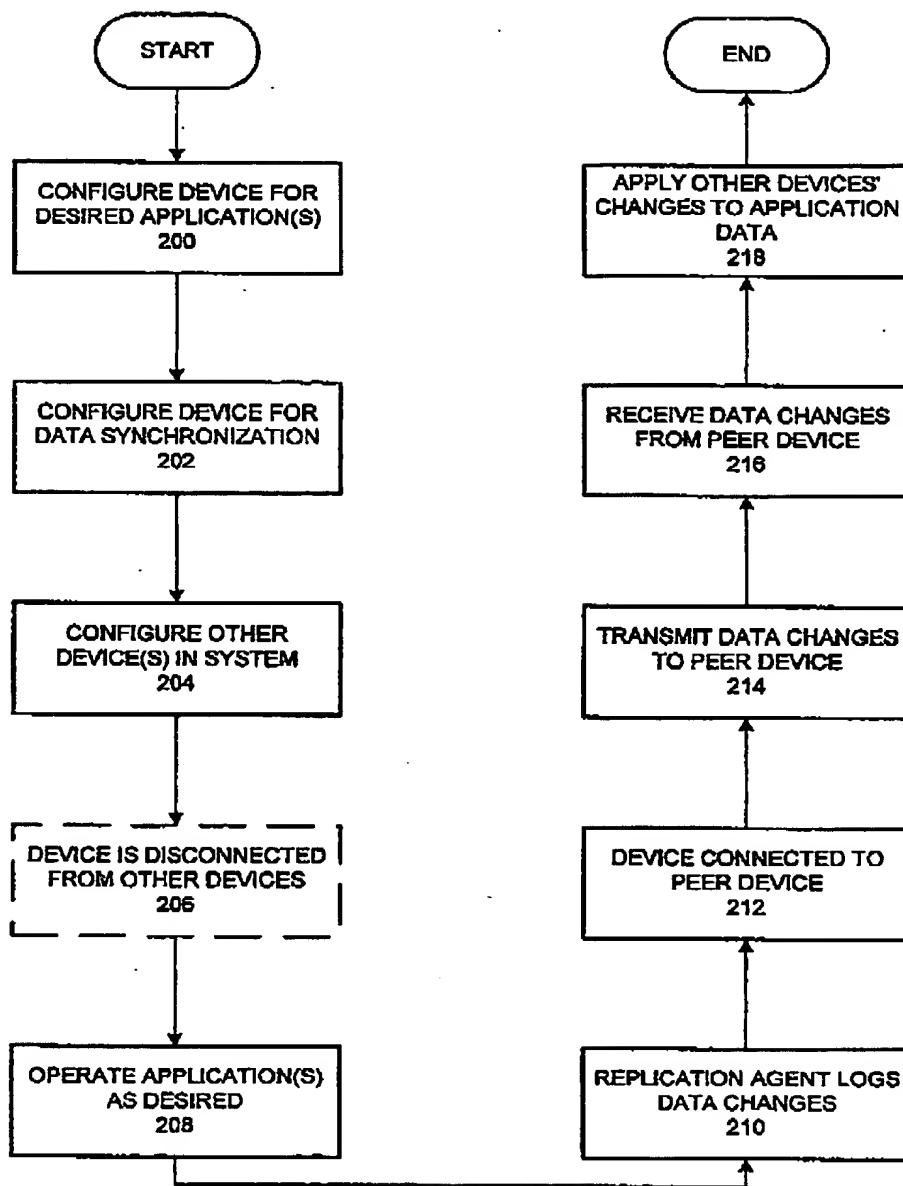 START
CONFIGURE DEVICE FOR
DESIRED APPLICATION(S)
200
CONFIGURE DEVICE FOR
DATA SYNCHRONIZATION
202
CONFIGURE OTHER
DEVICE(S) IN SYSTEM
204
DEVICE IS DISCONNECTED
FROM OTHER DEVICES
206
OPERATE APPLICATION(S)
AS DESIRED
208
REPLICATION AGENT LOGS
DATA CHANGES
210
DEVICE CONNECTED TO
PEER DEVICE
212
TRANSMIT DATA CHANGES
TO PEER DEVICE
214
RECEIVE DATA CHANGES
FROM PEER DEVICE
216
APPLY OTHER DEVICES'
CHANGES TO APPLICATION
DATA
218
END